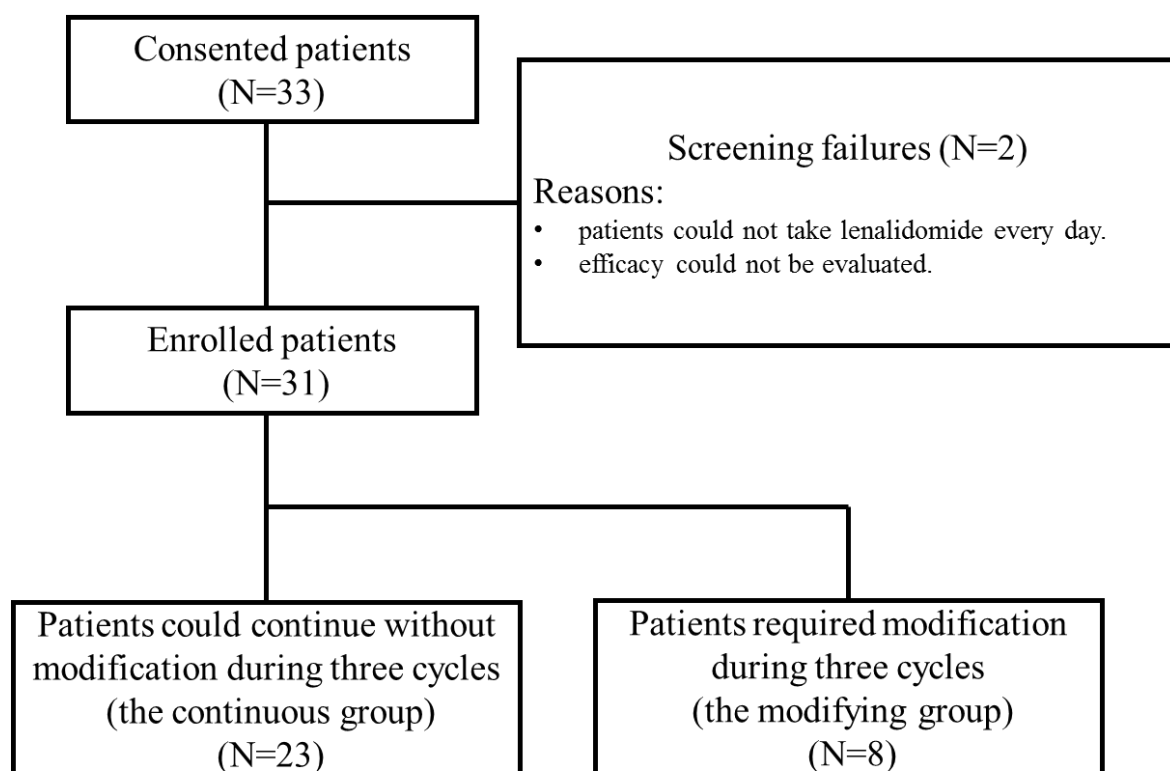 Consented patients
(N=33)
Screening failures (N=2)
Reasons:
• patients could not take lenalidomide every day.
• efficacy could not be evaluated.
Enrolled patients
(N=31)
Patients could continue without
modification during three cycles
(the continuous group)
(N=23)
Patients required modification
during three cycles
(the modifying group)
(N=8)